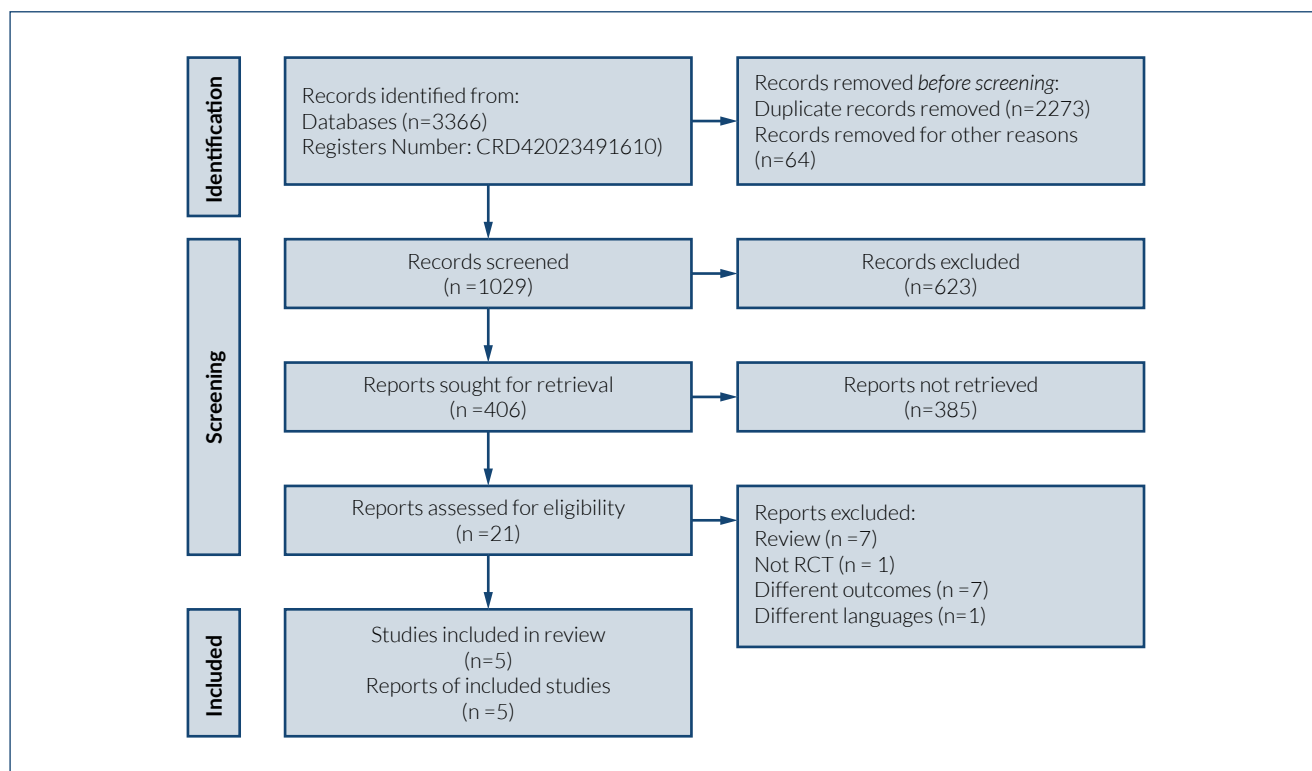 Identification
Records identified from:
Databases (n=3366)
Registers Number: CRD42023491610)
Records removed before screening:
Duplicate records removed (n=2273)
Records removed for other reasons
(n=64)
Screening
Records screened
(n =1029)
Records excluded
(n=623)
Reports sought for retrieval
(n =406)
Reports not retrieved
(n=385)
Reports assessed for eligibility
(n =21)
Reports excluded:
Review (n =7)
Not RCT (n = 1)
Different outcomes (n =7)
Different languages (n=1)
Included
Studies included in review
(n=5)
Reports of included studies
(n =5)